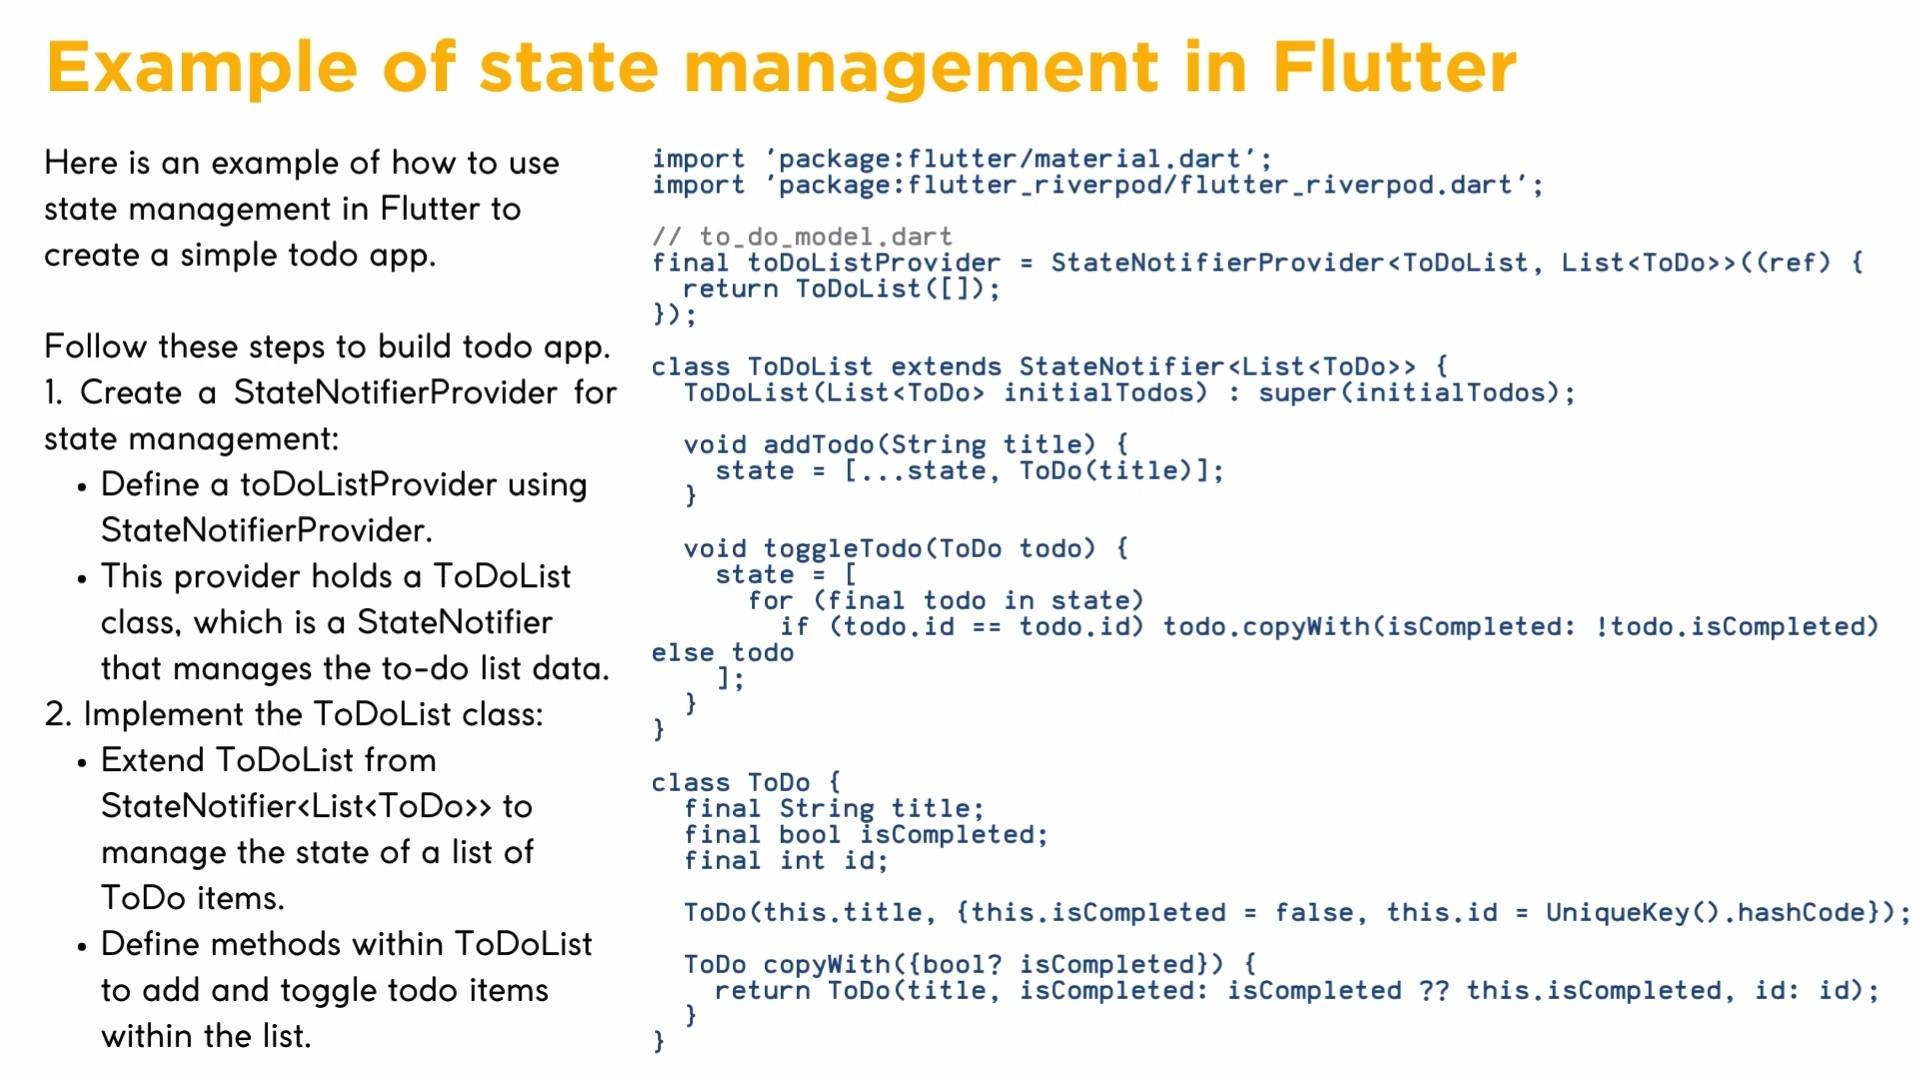 Example of state management in Flutter
Here is an example of how to use
state management in Flutter to
create a simple todo app.
Follow these steps to build todo app.
1. Create a StateNotifierProvider for
state management:
• Define a toDoListProvider using
StateNotifierProvider.
• This provider holds a ToDoList
class, which is a StateNotifier
that manages the to-do list data.
2. Implement the ToDoList class:
• Extend ToDoList from
StateNotifier<List<ToDo>> to
manage the state of a list of
ToDo items.
• Define methods within ToDoList
to add and toggle todo items
within the list.
import 'package:flutter/material.dart';
import 'package:flutter_riverpod/flutter_riverpod.dart';
// to_do_model.dart
final toDoListProvider = StateNotifierProvider<ToDoList, List<ToDo>>((ref) {
  return ToDoList([]);
});
class ToDoList extends StateNotifier<List<ToDo>> {
  ToDoList(List<ToDo> initialTodos) : super(initialTodos);
  void addTodo(String title) {
    state = [...state, ToDo(title)];
  }
  void toggleTodo(ToDo todo) {
    state = [
      for (final todo in state)
        if (todo.id == todo.id) todo.copyWith(isCompleted: !todo.isCompleted)
else todo
    ];
  }
}
class ToDo {
  final String title;
  final bool isCompleted;
  final int id;
  ToDo(this.title, {this.isCompleted = false, this.id = UniqueKey().hashCode});
  ToDo copyWith({bool? isCompleted}) {
    return ToDo(title, isCompleted: isCompleted ?? this.isCompleted, id: id);
  }
}